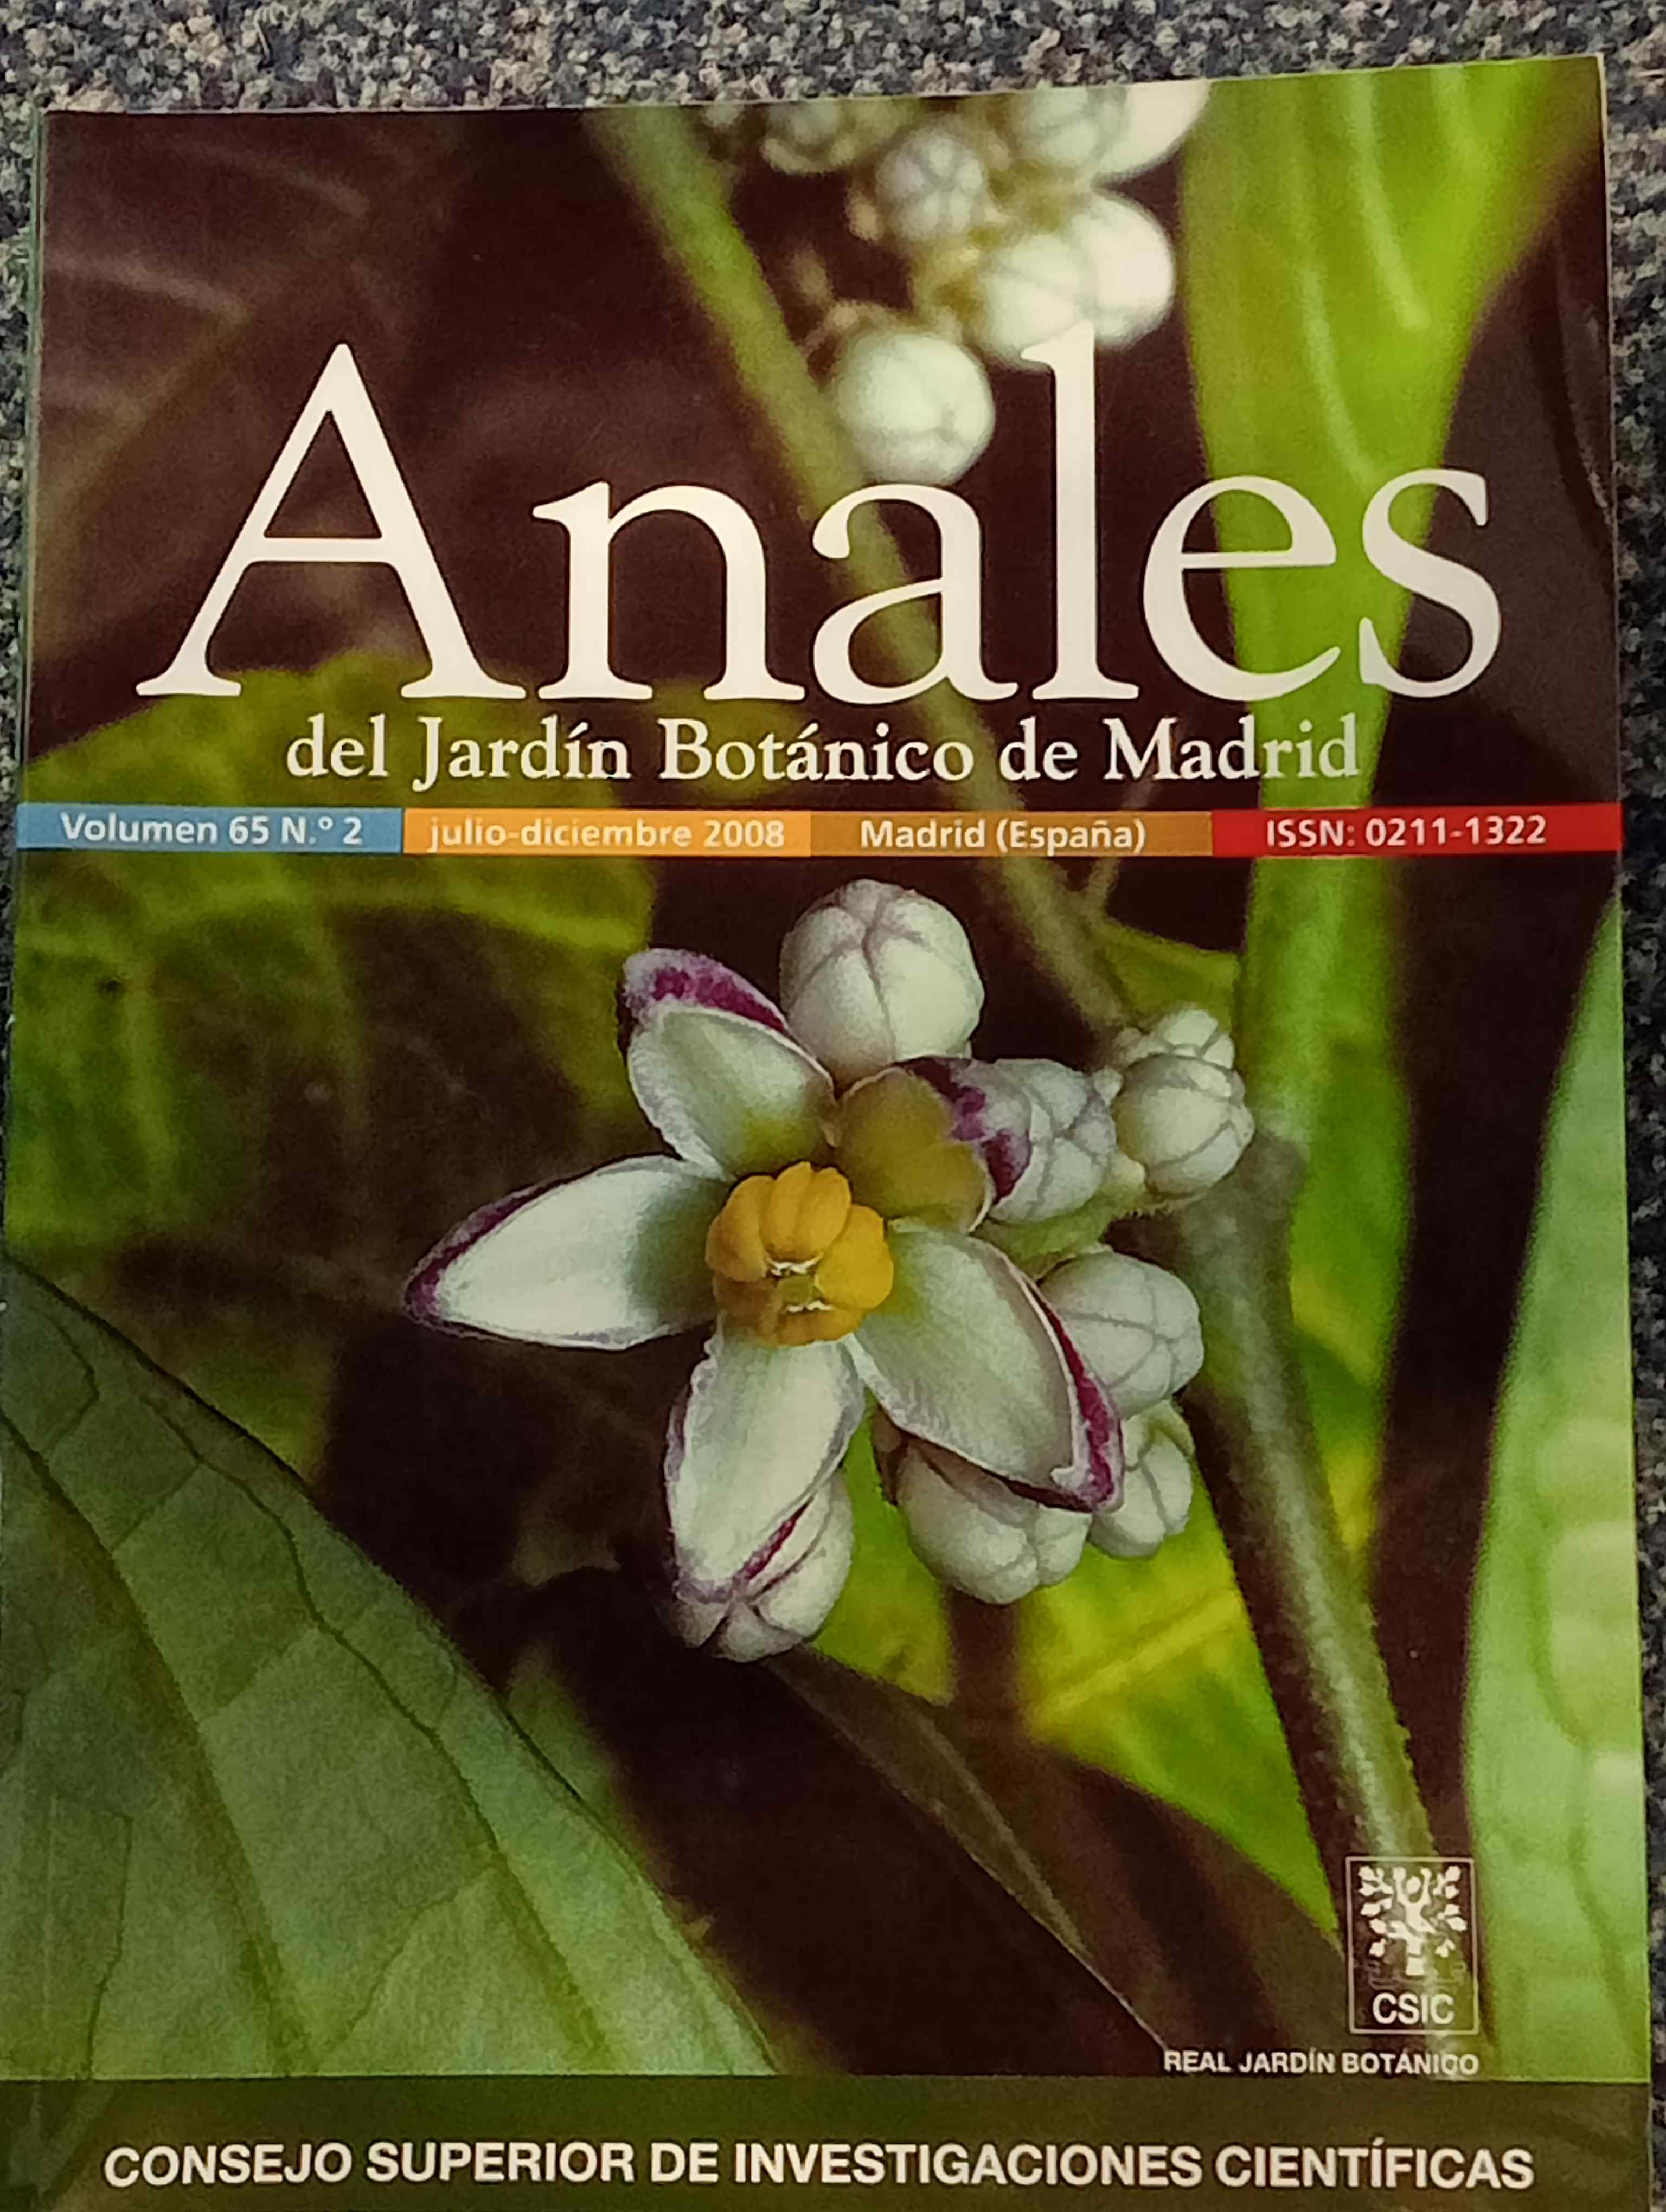 Anales
del Jardín Botánico de Madrid
Volumen 65 N.º 2 julio-diciembre 2008 Madrid (España) ISSN: 0211-1322
CSIC
REAL JARDÍN BOTÁNICO
CONSEJO SUPERIOR DE INVESTIGACIONES CIENTÍFICAS